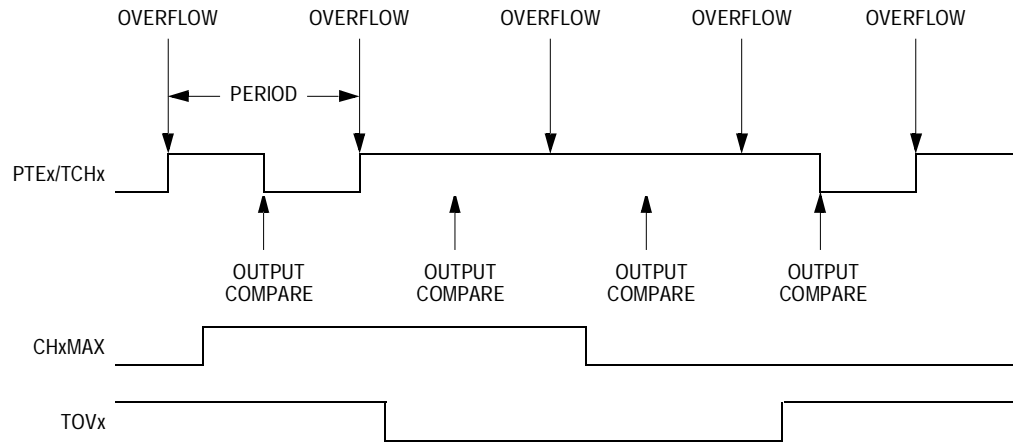 OVERFLOW OVERFLOW OVERFLOW OVERFLOW OVERFLOW
PERIOD
PTEx/TCHx
OUTPUT COMPARE
OUTPUT COMPARE
OUTPUT COMPARE
OUTPUT COMPARE
CHxMAX
TOVx